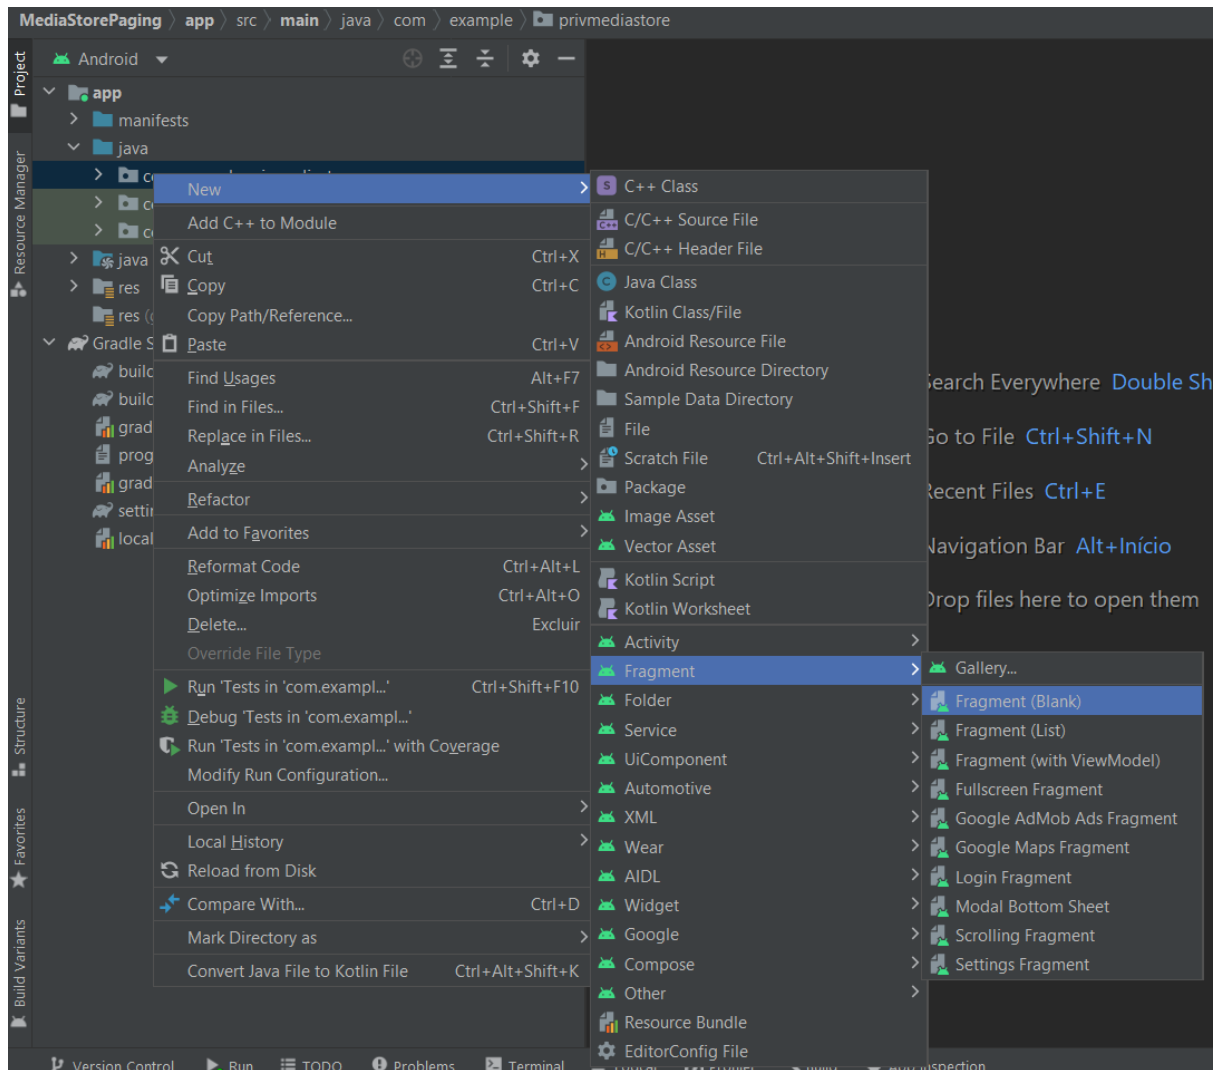 MediaStorePaging app src main java com example privmediastore
Project
Resource Manager
Structure
Favorites
Build Variants
Android
app
manifests
java
java
res
res
Gradle
New
Add C++ to Module
Cut Ctrl+X
Copy Ctrl+C
Copy Path/Reference...
Paste Ctrl+V
Find Usages Alt+F7
Find in Files... Ctrl+Shift+F
Replace in Files... Ctrl+Shift+R
Analyze
Refactor
Add to Favorites
Reformat Code Ctrl+Alt+L
Optimize Imports Ctrl+Alt+O
Delete... Excluir
Override File Type
Run 'Tests in 'com.exampl...' Ctrl+Shift+F10
Debug 'Tests in 'com.exampl...'
Run 'Tests in 'com.exampl...' with Coverage
Modify Run Configuration...
Open In
Local History
Reload from Disk
Compare With... Ctrl+D
Mark Directory as
Convert Java File to Kotlin File Ctrl+Alt+Shift+K
C++ Class
C/C++ Source File
C/C++ Header File
Java Class
Kotlin Class/File
Android Resource File
Android Resource Directory
Sample Data Directory
File
Scratch File Ctrl+Alt+Shift+Insert
Package
Image Asset
Vector Asset
Kotlin Script
Kotlin Worksheet
Activity
Fragment
Folder
Service
UiComponent
Automotive
XML
Wear
AIDL
Widget
Google
Compose
Other
Resource Bundle
EditorConfig File
Gallery...
Fragment (Blank)
Fragment (List)
Fragment (with ViewModel)
Fullscreen Fragment
Google AdMob Ads Fragment
Google Maps Fragment
Login Fragment
Modal Bottom Sheet
Scrolling Fragment
Settings Fragment
Search Everywhere Double Sh
Go to File Ctrl+Shift+N
Recent Files Ctrl+E
Navigation Bar Alt+Início
Drop files here to open them
Version Control Run TODO Problems Terminal